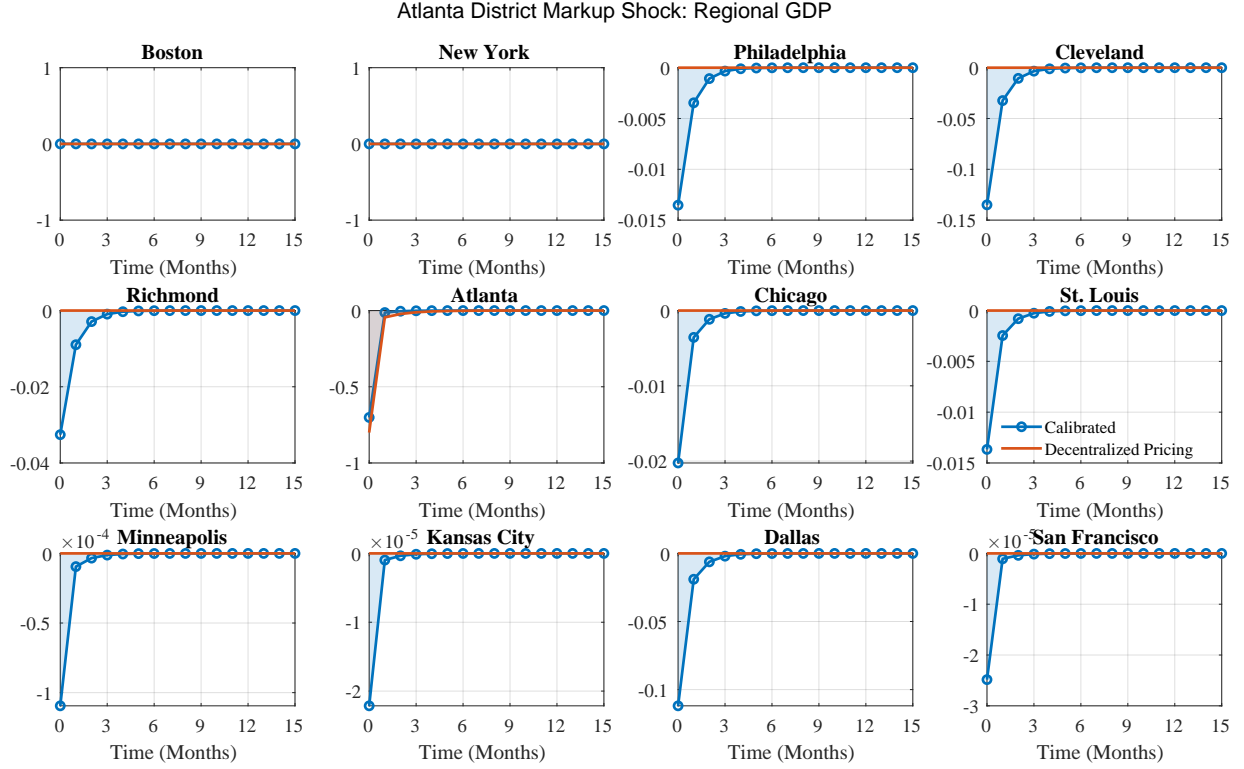 Atlanta District Markup Shock: Regional GDP
Boston
1
0
-1
0 3 6 9 12 15
Time (Months)
New York
1
0
-1
0 3 6 9 12 15
Time (Months)
Philadelphia
0
-0.005
-0.01
-0.015
0 3 6 9 12 15
Time (Months)
Cleveland
0
-0.05
-0.1
-0.15
0 3 6 9 12 15
Time (Months)
Richmond
0
-0.02
-0.04
0 3 6 9 12 15
Time (Months)
Atlanta
0
-0.5
-1
0 3 6 9 12 15
Time (Months)
Chicago
0
-0.01
-0.02
0 3 6 9 12 15
Time (Months)
St. Louis
0
-0.005
-0.01
-0.015
Calibrated
Decentralized Pricing
0 3 6 9 12 15
Time (Months)
×10⁻⁴ Minneapolis
0
-0.5
-1
0 3 6 9 12 15
Time (Months)
×10⁻⁵ Kansas City
0
-1
-2
0 3 6 9 12 15
Time (Months)
Dallas
0
-0.05
-0.1
0 3 6 9 12 15
Time (Months)
×10⁻⁵ San Francisco
0
-1
-2
-3
0 3 6 9 12 15
Time (Months)